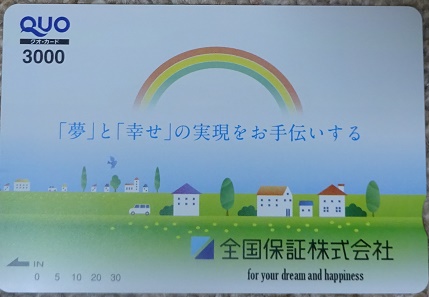 QUO
クオ・カード
3000
「夢」と「幸せ」の実現をお手伝いする
全国保証株式会社
for your dream and happiness
IN
0 5 10 20 30